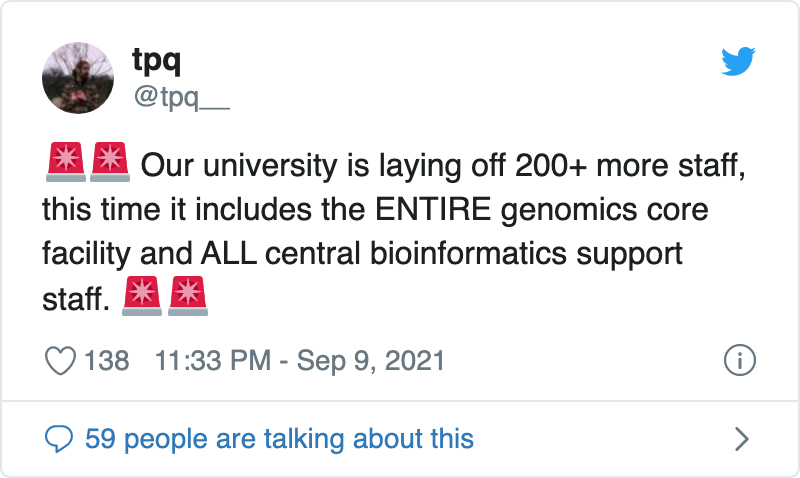 tpq
@tpq__
🚨🚨 Our university is laying off 200+ more staff,
this time it includes the ENTIRE genomics core
facility and ALL central bioinformatics support
staff. 🚨🚨
138 11:33 PM - Sep 9, 2021
59 people are talking about this